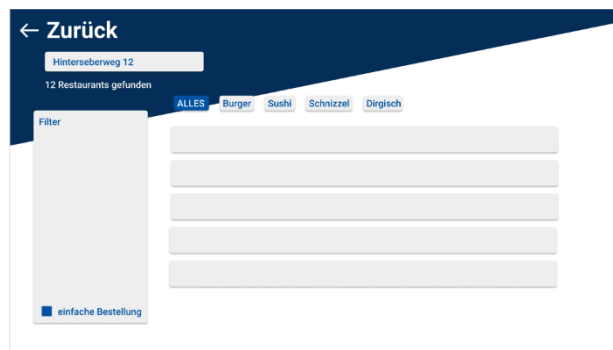 ← Zurück
Hinterseberweg 12
12 Restaurants gefunden
ALLES Burger Sushi Schnizzel Dirgisch
Filter
einfache Bestellung